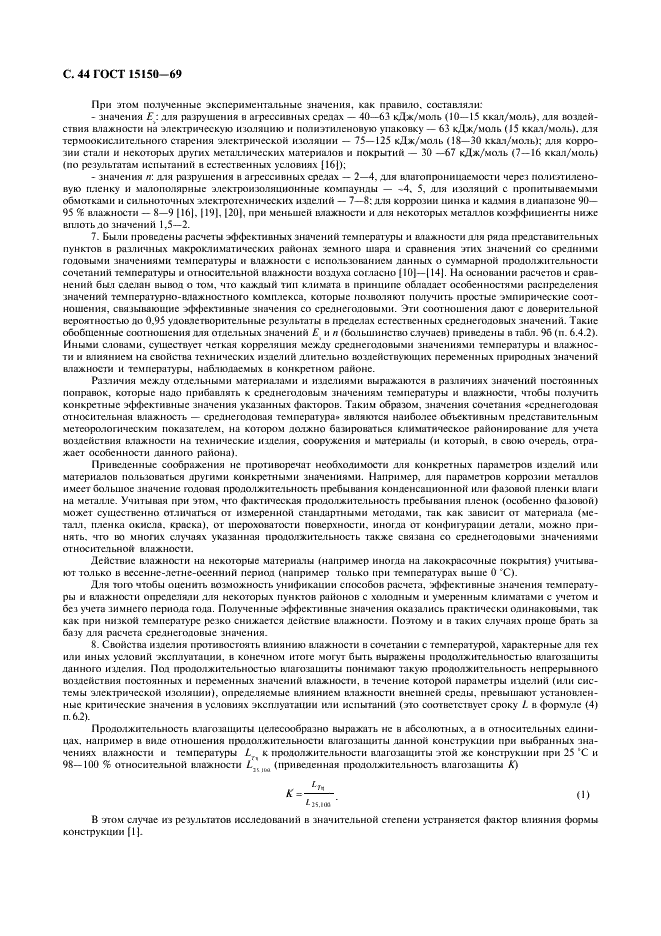 С. 44 ГОСТ 15150—69
При этом полученные экспериментальные значения, как правило, составляли:
- значения Eэ: для разрушения в агрессивных средах — 40—63 кДж/моль (10—15 ккал/моль), для воздей-
ствия влажности на электрическую изоляцию и полиэтиленовую упаковку — 63 кДж/моль (15 ккал/моль), для
термоокислительного старения электрической изоляции — 75—125 кДж/моль (18—30 ккал/моль); для корро-
зии стали и некоторых других металлических материалов и покрытий — 30 —67 кДж/моль (7—16 ккал/моль)
(по результатам испытаний в естественных условиях [16]);
- значения n: для разрушения в агрессивных средах — 2—4, для влагопроницаемости через полиэтилено-
вую пленку и малополярные электроизоляционные компаунды — ~4, 5, для изоляций с пропитываемыми
обмотками и сильноточных электротехнических изделий — 7—8; для коррозии цинка и кадмия в диапазоне 90—
95 % влажности — 8—9 [16], [19], [20], при меньшей влажности и для некоторых металлов коэффициенты ниже
вплоть до значений 1,5—2.
7. Были проведены расчеты эффективных значений температуры и влажности для ряда представительных
пунктов в различных макроклиматических районах земного шара и сравнения этих значений со средними
годовыми значениями температуры и влажности с использованием данных о суммарной продолжительности
сочетаний температуры и относительной влажности воздуха согласно [10]—[14]. На основании расчетов и срав-
нений был сделан вывод о том, что каждый тип климата в принципе обладает особенностями распределения
значений температурно-влажностного комплекса, которые позволяют получить простые эмпирические соот-
ношения, связывающие эффективные значения со среднегодовыми. Эти соотношения дают с доверительной
вероятностью до 0,95 удовлетворительные результаты в пределах естественных среднегодовых значений. Такие
обобщенные соотношения для отдельных значений Eэ и n (большинство случаев) приведены в табл. 9б (п. 6.4.2).
Иными словами, существует четкая корреляция между среднегодовыми значениями температуры и влажнос-
ти и влиянием на свойства технических изделий длительно воздействующих переменных природных значений
влажности и температуры, наблюдаемых в конкретном районе.
Различия между отдельными материалами и изделиями выражаются в различиях значений постоянных
поправок, которые надо прибавлять к среднегодовым значениям температуры и влажности, чтобы получить
конкретные эффективные значения указанных факторов. Таким образом, значения сочетания «среднегодовая
относительная влажность — среднегодовая температура» являются наиболее объективным представительным
метеорологическим показателем, на котором должно базироваться климатическое районирование для учета
воздействия влажности на технические изделия, сооружения и материалы (и который, в свою очередь, отра-
жает особенности данного района).
Приведенные соображения не противоречат необходимости для конкретных параметров изделий или
материалов пользоваться другими конкретными значениями. Например, для параметров коррозии металлов
имеет большое значение годовая продолжительность пребывания конденсационной или фазовой пленки влаги
на металле. Учитывая при этом, что фактическая продолжительность пребывания пленок (особенно фазовой)
может существенно отличаться от измеренной стандартными методами, так как зависит от материала (ме-
талл, пленка окисла, краска), от шероховатости поверхности, иногда от конфигурации детали, можно при-
нять, что во многих случаях указанная продолжительность также связана со среднегодовыми значениями
относительной влажности.
Действие влажности на некоторые материалы (например иногда на лакокрасочные покрытия) учитыва-
ют только в весенне-летне-осенний период (например только при температурах выше 0 °С).
Для того чтобы оценить возможность унификации способов расчета, эффективные значения температу-
ры и влажности определяли для некоторых пунктов районов с холодным и умеренным климатами с учетом и
без учета зимнего периода года. Полученные эффективные значения оказались практически одинаковыми, так
как при низкой температуре резко снижается действие влажности. Поэтому и в таких случаях проще брать за
базу для расчета среднегодовые значения.
8. Свойства изделия противостоять влиянию влажности в сочетании с температурой, характерные для тех
или иных условий эксплуатации, в конечном итоге могут быть выражены продолжительностью влагозащиты
данного изделия. Под продолжительностью влагозащиты понимают такую продолжительность непрерывного
воздействия постоянных и переменных значений влажности, в течение которой параметры изделий (или сис-
темы электрической изоляции), определяемые влиянием влажности внешней среды, превышают установлен-
ные критические значения в условиях эксплуатации или испытаний (это соответствует сроку L в формуле (4)
п.6.2).
Продолжительность влагозащиты целесообразно выражать не в абсолютных, а в относительных едини-
цах, например в виде отношения продолжительности влагозащиты данной конструкции при выбранных зна-
чениях влажности и температуры L_Tη к продолжительности влагозащиты этой же конструкции при 25 °С и
98—100 % относительной влажности L_25,100 (приведенная продолжительность влагозащиты K)
K = L_Tη / L_25,100 . (1)
В этом случае из результатов исследований в значительной степени устраняется фактор влияния формы
конструкции [1].